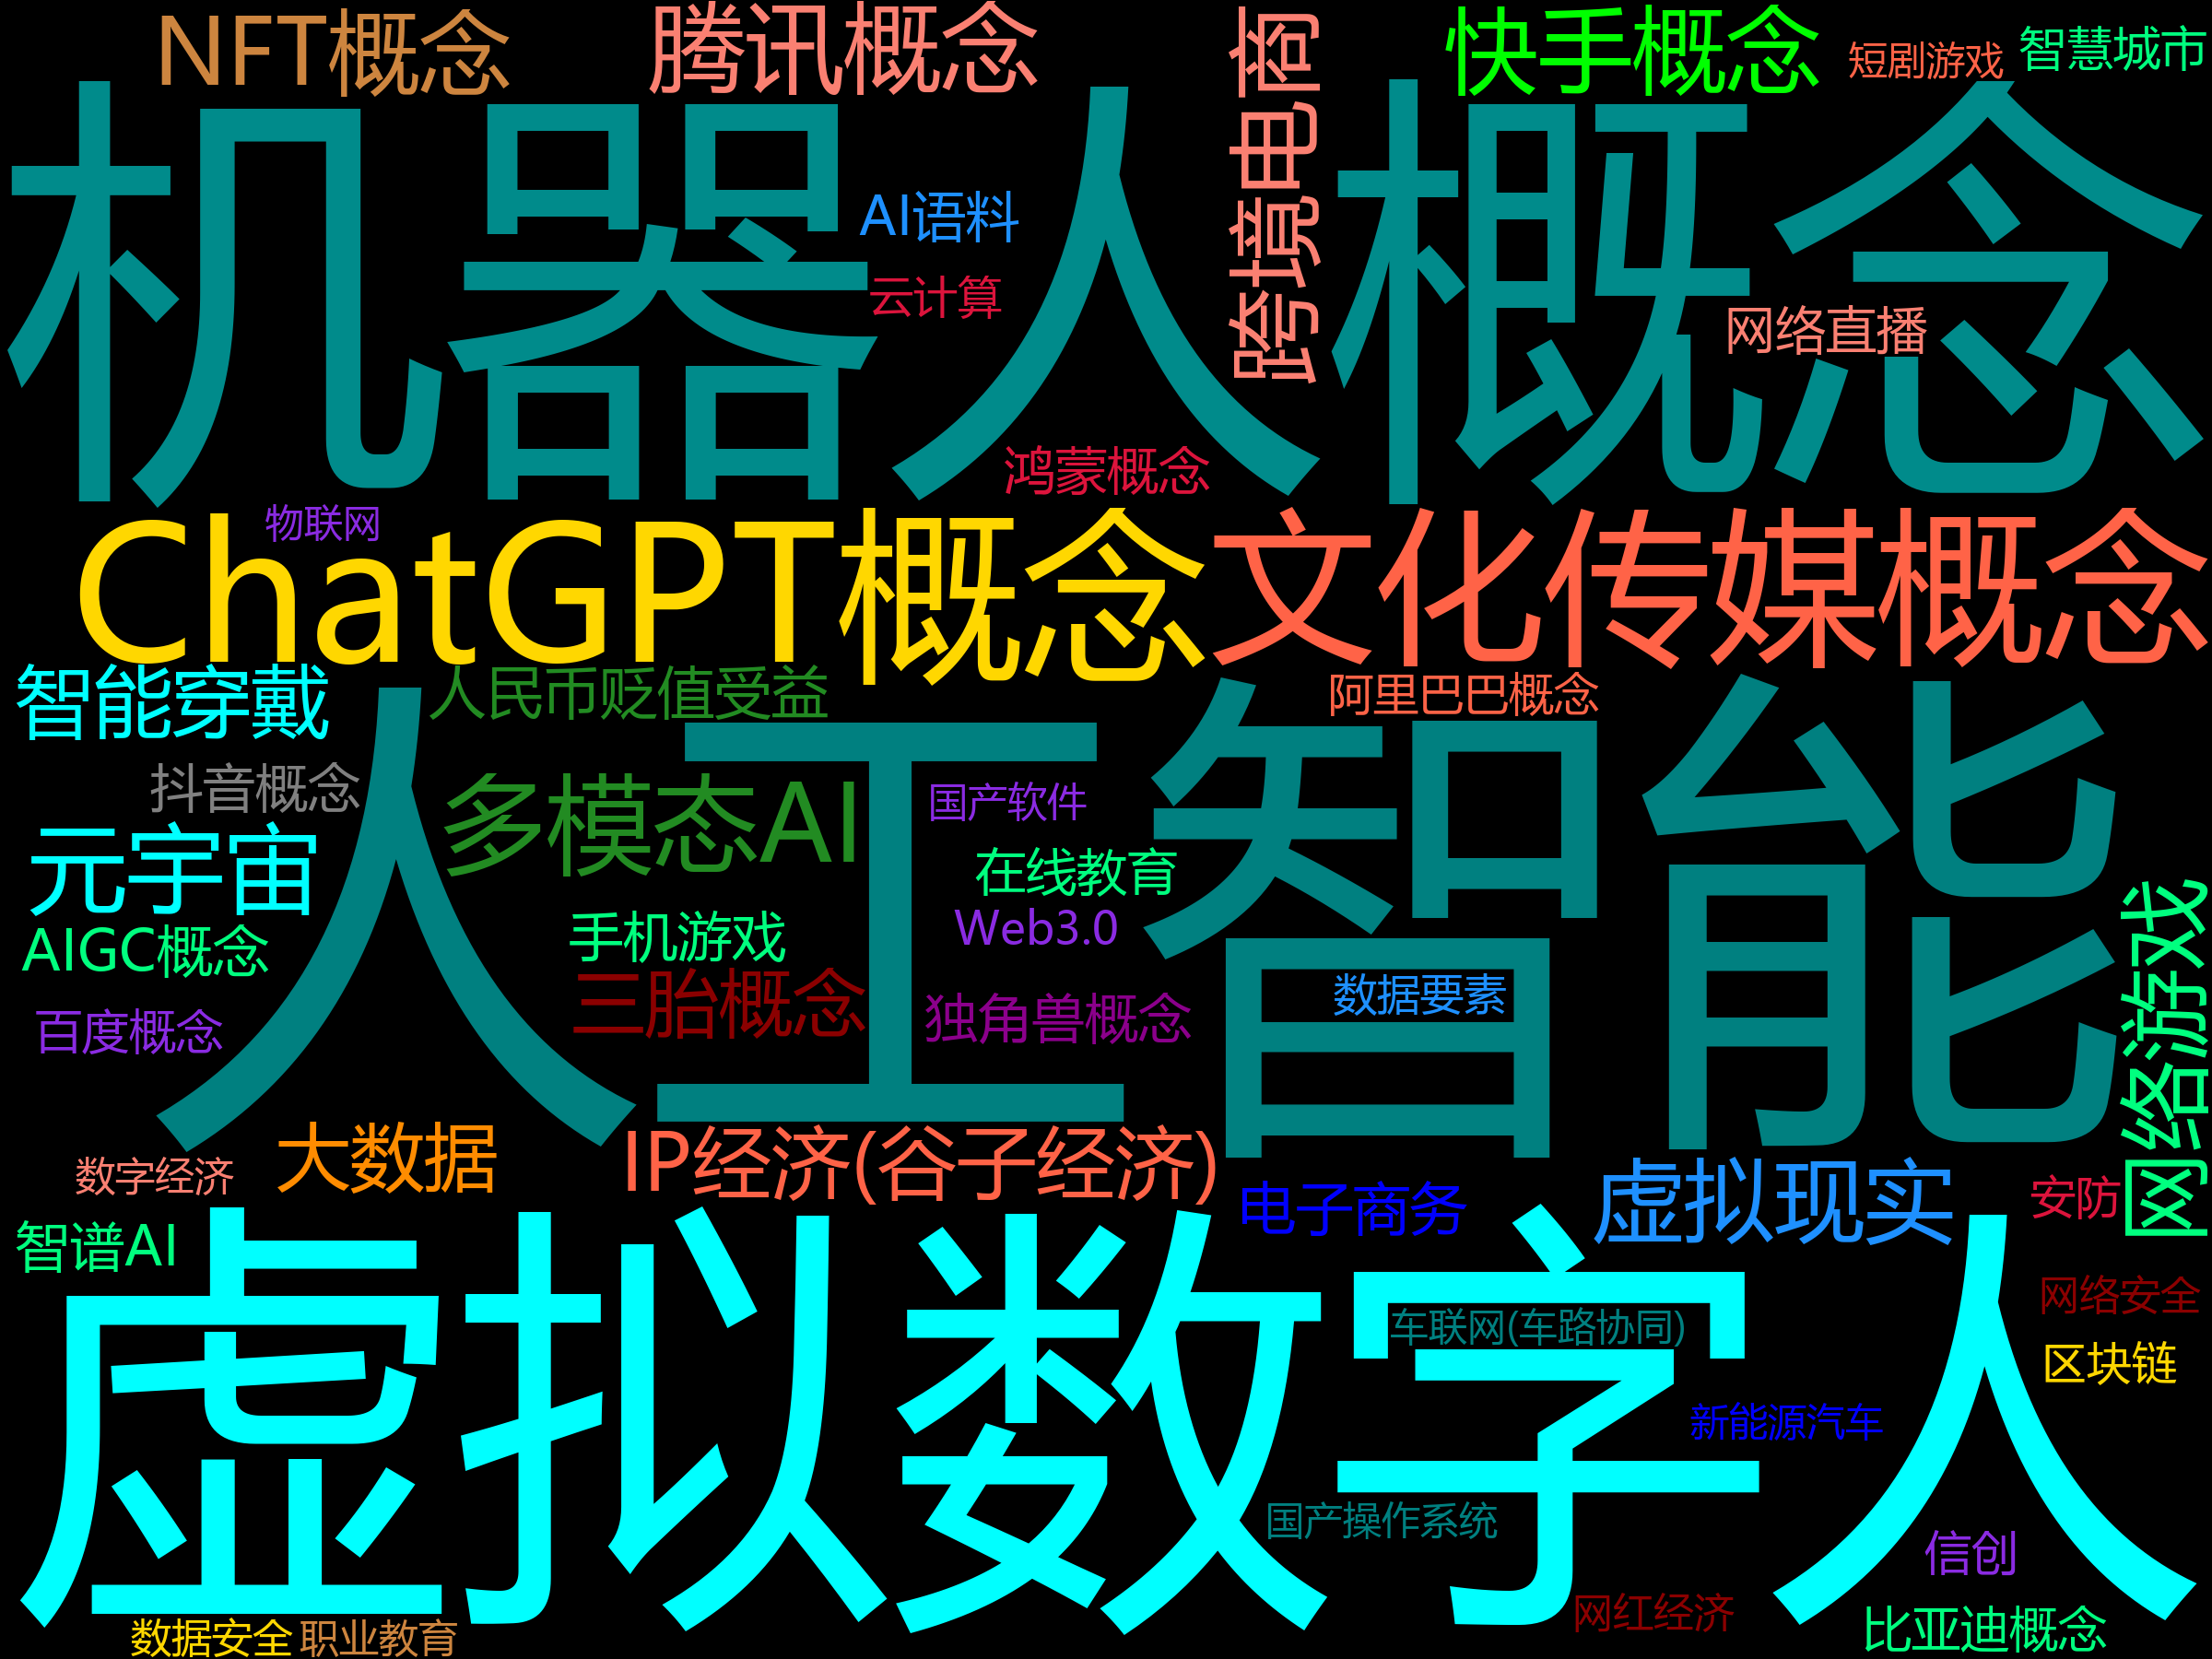 NFT概念
腾讯概念
跨境电商
快手概念
短剧游戏
智慧城市
机器人概念
AI语料
云计算
网络直播
鸿蒙概念
物联网
ChatGPT概念
文化传媒概念
智能穿戴
人民币贬值受益
阿里巴巴概念
人工智能
抖音概念
多模态AI
国产软件
元宇宙
在线教育
AIGC概念
手机游戏
Web3.0
网络游戏
百度概念
三胎概念
独角兽概念
数据要素
大数据
IP经济(谷子经济)
数字经济
电子商务
虚拟现实
安防
智谱AI
虚拟数字人
网络安全
车联网(车路协同)
区块链
新能源汽车
国产操作系统
信创
网红经济
比亚迪概念
数据安全
职业教育